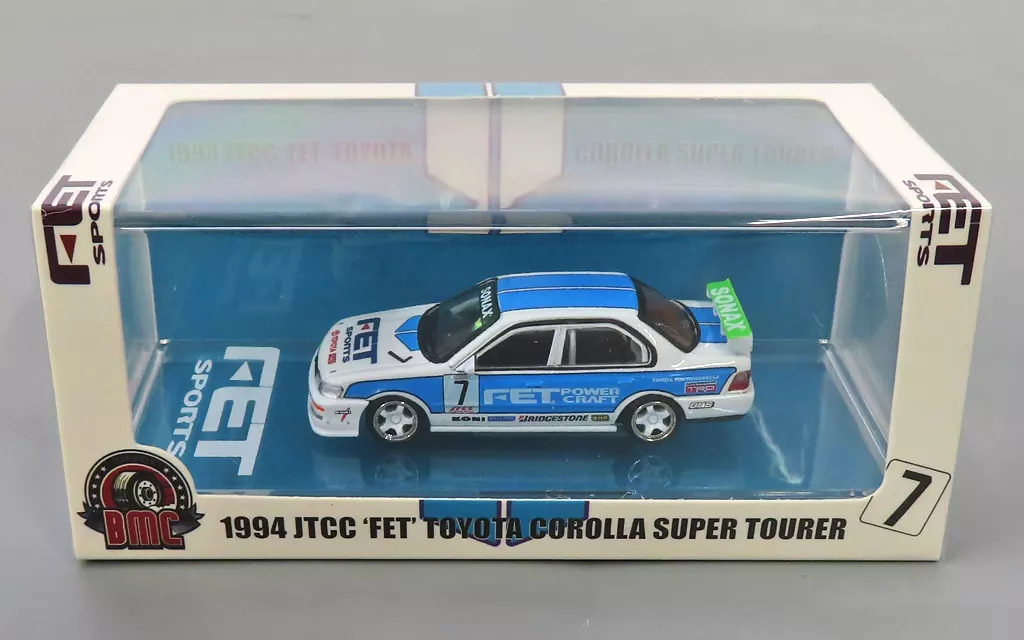 1994 JTCC 'FET' TOYOTA
COROLLA SUPER TOURER
FET
SPORTS
FET
SPORTS
FET
SPORTS
FET
SPORTS
SONAX
SONAX
7
FET POWER
CRAFT
TRD
KONI
BRIDGESTONE
BMC
1994 JTCC ‘FET’ TOYOTA COROLLA SUPER TOURER
7